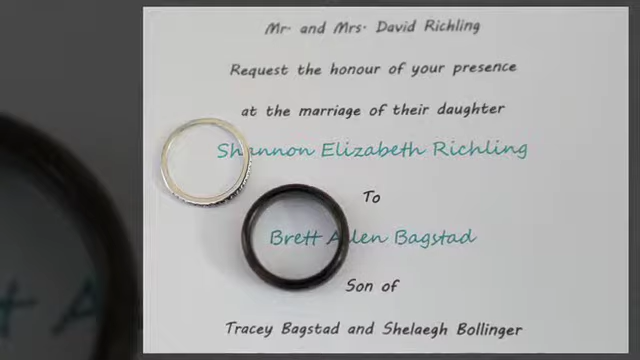 Mr. and Mrs. David Richling
Request the honour of your presence
at the marriage of their daughter
Shannon Elizabeth Richling
To
Brett Allen Bagstad
Son of
Tracey Bagstad and Shelaegh Bollinger